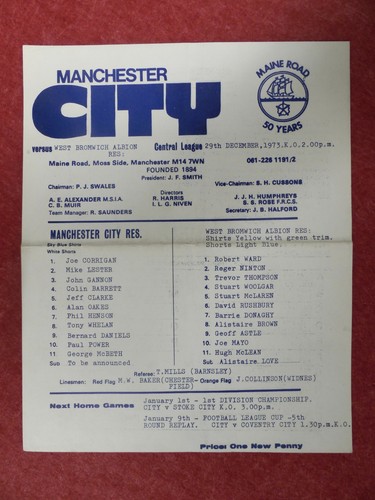 MANCHESTER
CITY
MAINE ROAD
50 YEARS
versus WEST BROMWICH ALBION RES:
Central League 29th DECEMBER, 1973.K.O.2.00p.m.
Maine Road, Moss Side, Manchester M14 7WN
061-226 1191/2
FOUNDED 1894
President: J. F. SMITH
Chairman: P. J. SWALES
Vice-Chairman: S. H. CUSSONS
Directors
A. E. ALEXANDER M.S.I.A.
R. HARRIS
J. H. HUMPHREYS
C. B. MUIR
I. L. G. NIVEN
S. S. ROSE F.R.C.S.
Team Manager: R. SAUNDERS
Secretary: J. B. HALFORD
MANCHESTER CITY RES.
Sky Blue Shirts
White Shorts
1. Joe CORRIGAN
2. Mike LESTER
3. John GANNON
4. Colin BARRETT
5. Jeff CLARKE
6. Alan OAKES
7. Phil HENSON
8. Tony WHELAN
9. Bernard DANIELS
10. Paul POWER
11 George McBETH
Sub To be announced
WEST BROMWICH ALBION RES:
Shirts Yellow with green trim.
Shorts Light Blue.
1. Robert WARD
2. Roger NINTON
3. Trevor THOMPSON
4. Stuart WOOLGAR
5. Stuart McLAREN
6. David RUSHBURY
7. Barrie DONAGHY
8. Alistaire BROWN
9. Geoff ASTLE
10. Joe MAYO
11 Hugh McLEAN
Sub: Alistaire LOVE
Referee: T.MILLS (BARNSLEY)
Linesmen: Red Flag M.W. BAKER(CHESTER- Orange Flag J.COLLINSON(WIDNES)
FIELD)
Next Home Games
January 1st - 1st DIVISION CHAMPIONSHIP.
CITY v STOKE CITY K.O. 3.00p.m.
January 9th - FOOTBALL LEAGUE CUP -5th
ROUND REPLAY. CITY v COVENTRY CITY 1.30p.m.K.O.
Price: One New Penny